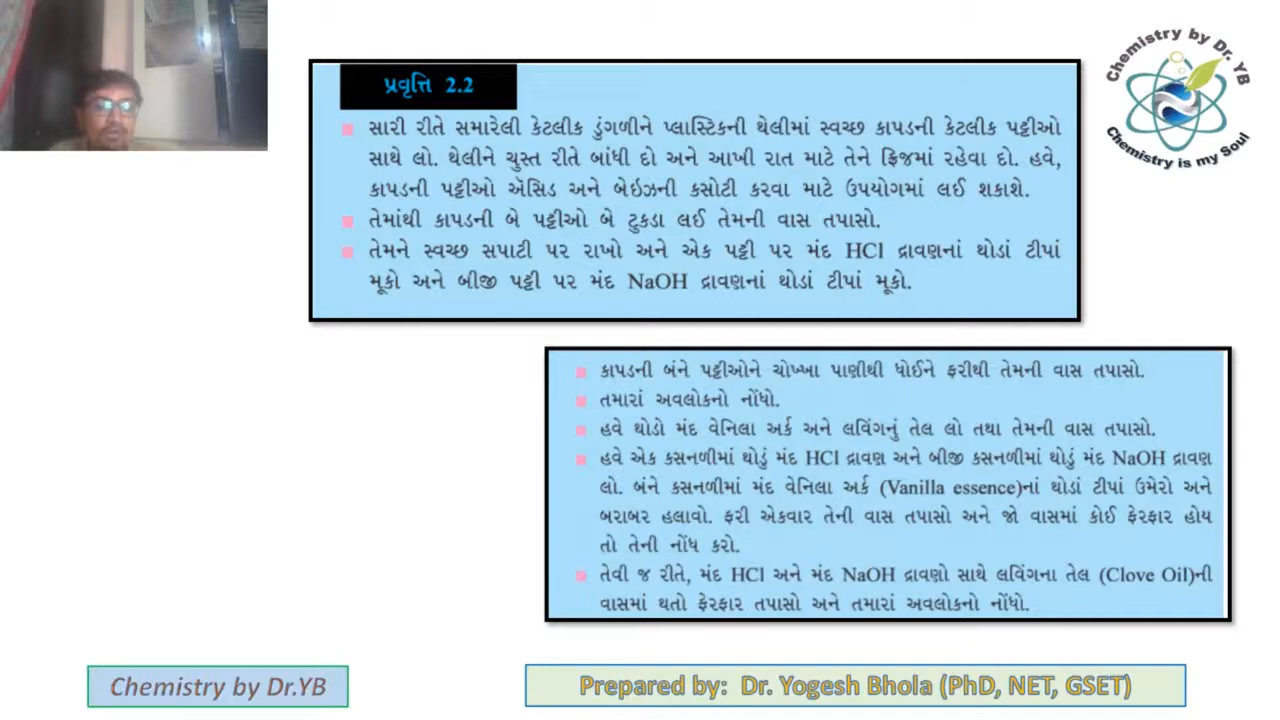 પ્રવૃત્તિ 2.2
સારી રીતે સમારેલી કેટલીક ડુંગળીને પ્લાસ્ટિકની થેલીમાં સ્વચ્છ કાપડની કેટલીક પટ્ટીઓ
સાથે લો. થેલીને ચુસ્ત રીતે બાંધી દો અને આખી રાત માટે તેને ફ્રિજમાં રહેવા દો. હવે,
કાપડની પટ્ટીઓ ઍસિડ અને બેઇઝની કસોટી કરવા માટે ઉપયોગમાં લઈ શકાશે.
તેમાંથી કાપડની બે પટ્ટીઓ બે ટુકડા લઈ તેમની વાસ તપાસો.
તેમને સ્વચ્છ સપાટી પર રાખો અને એક પટ્ટી પર મંદ HCl દ્રાવણનાં થોડાં ટીપાં
મૂકો અને બીજી પટ્ટી પર મંદ NaOH દ્રાવણનાં થોડાં ટીપાં મૂકો.
કાપડની બંને પટ્ટીઓને ચોખ્ખા પાણીથી ધોઈને ફરીથી તેમની વાસ તપાસો.
તમારાં અવલોકનો નોંધો.
હવે થોડો મંદ વેનિલા અર્ક અને લવિંગનું તેલ લો તથા તેમની વાસ તપાસો.
હવે એક કસનળીમાં થોડું મંદ HCl દ્રાવણ અને બીજી કસનળીમાં થોડું મંદ NaOH દ્રાવણ
લો. બંને કસનળીમાં મંદ વેનિલા અર્ક (Vanilla essence)નાં થોડાં ટીપાં ઉમેરો અને
બરાબર હલાવો. ફરી એકવાર તેની વાસ તપાસો અને જો વાસમાં કોઈ ફેરફાર હોય
તો તેની નોંધ કરો.
તેવી જ રીતે, મંદ HCl અને મંદ NaOH દ્રાવણો સાથે લવિંગના તેલ (Clove Oil)ની
વાસમાં થતો ફેરફાર તપાસો અને તમારાં અવલોકનો નોંધો.
Chemistry by Dr. YB
Chemistry is my Soul
Chemistry by Dr.YB
Prepared by: Dr. Yogesh Bhola (PhD, NET, GSET)